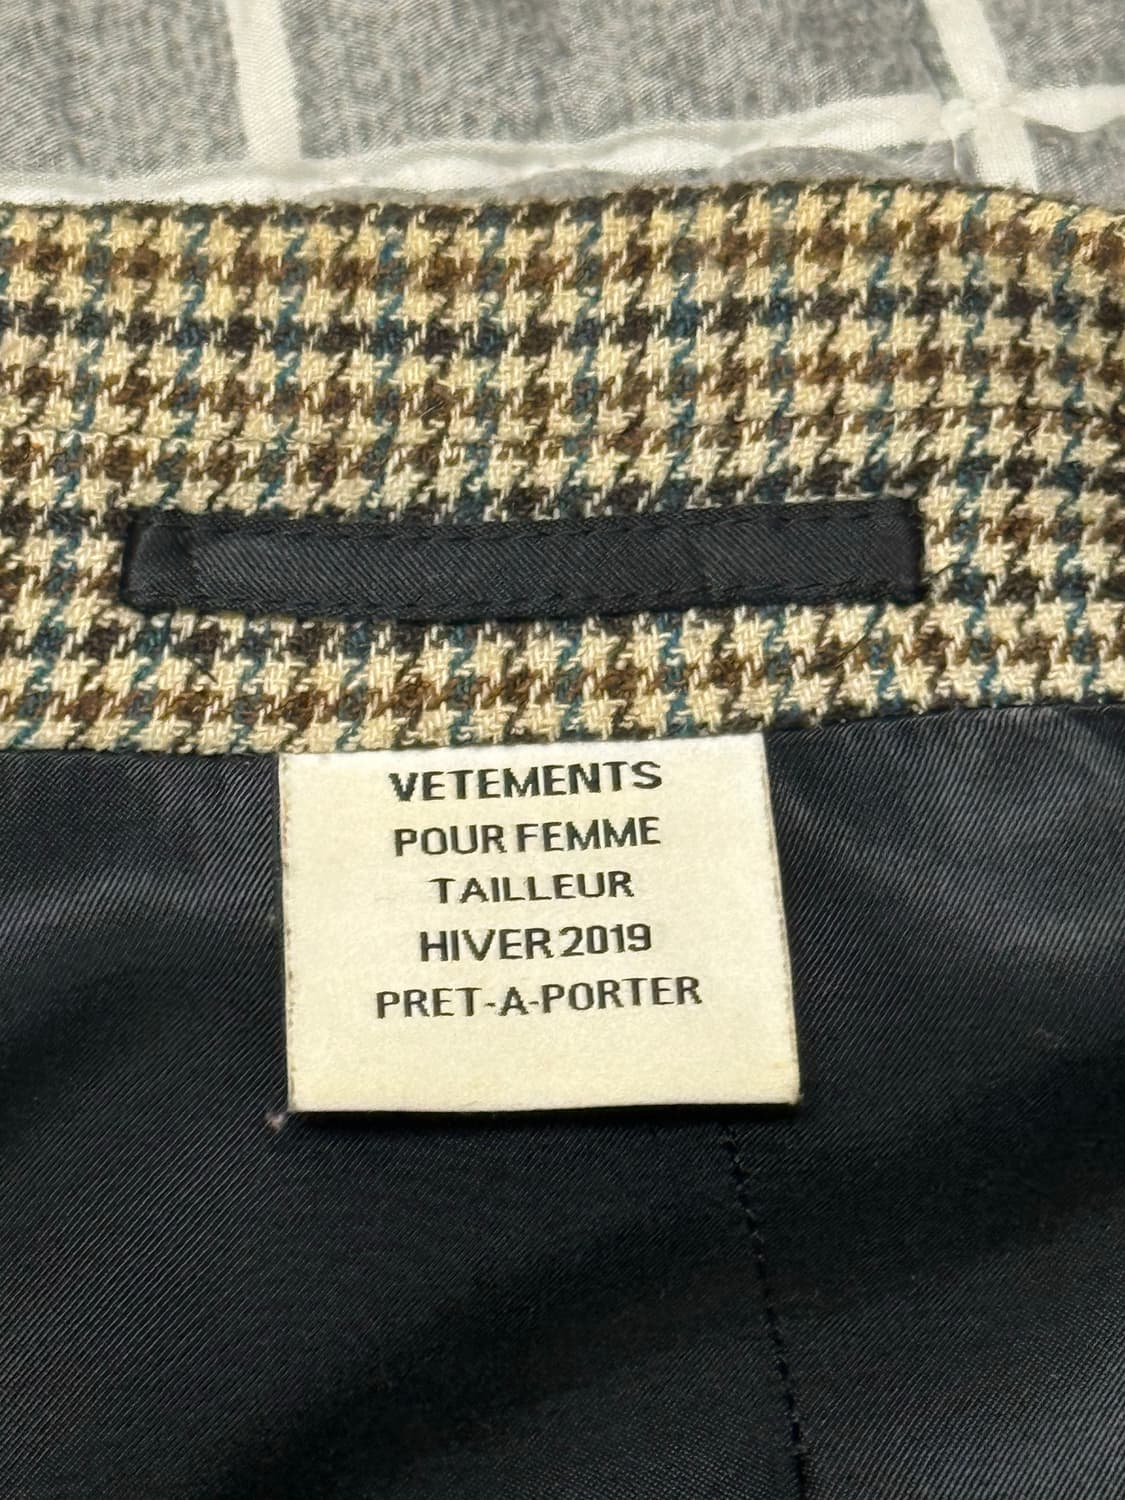 VETEMENTS
POUR FEMME
TAILLEUR
HIVER 2019
PRET-A-PORTER